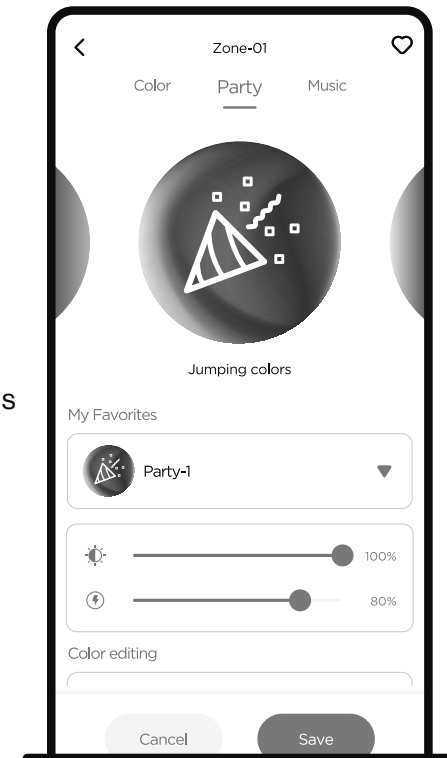 Zone-01
Color Party Music
Jumping colors
s
My Favorites
Party-1
100%
80%
Color editing
Cancel Save